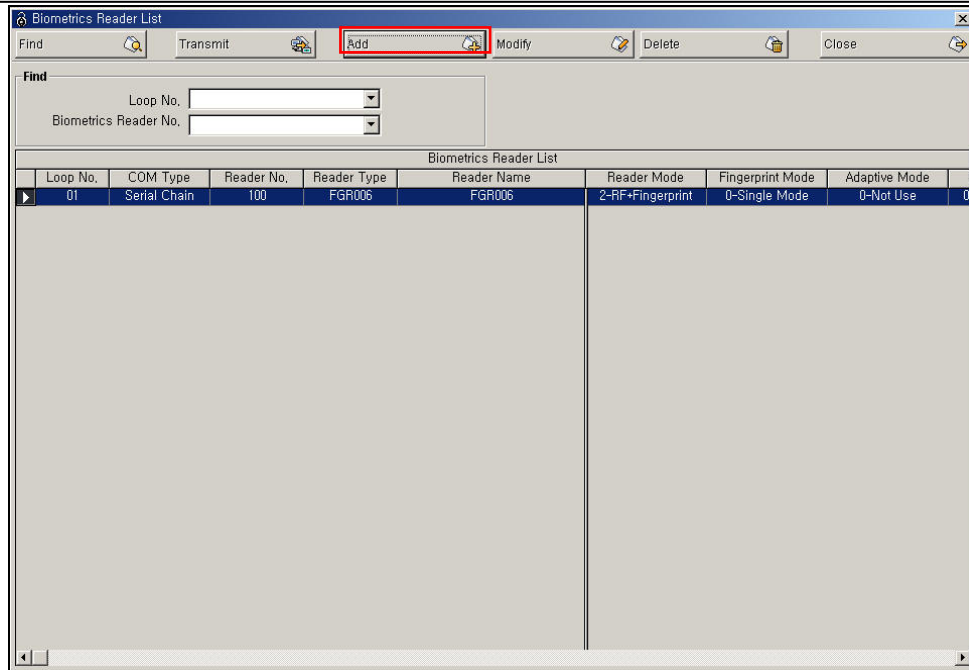 Biometrics Reader List
Find Transmit Add Modify Delete Close
Find
Loop No.
Biometrics Reader No.
Biometrics Reader List
Loop No. COM Type Reader No. Reader Type Reader Name Reader Mode Fingerprint Mode Adaptive Mode
01 Serial Chain 100 FGR006 FGR006 2-RF+Fingerprint 0-Single Mode 0-Not Use 0